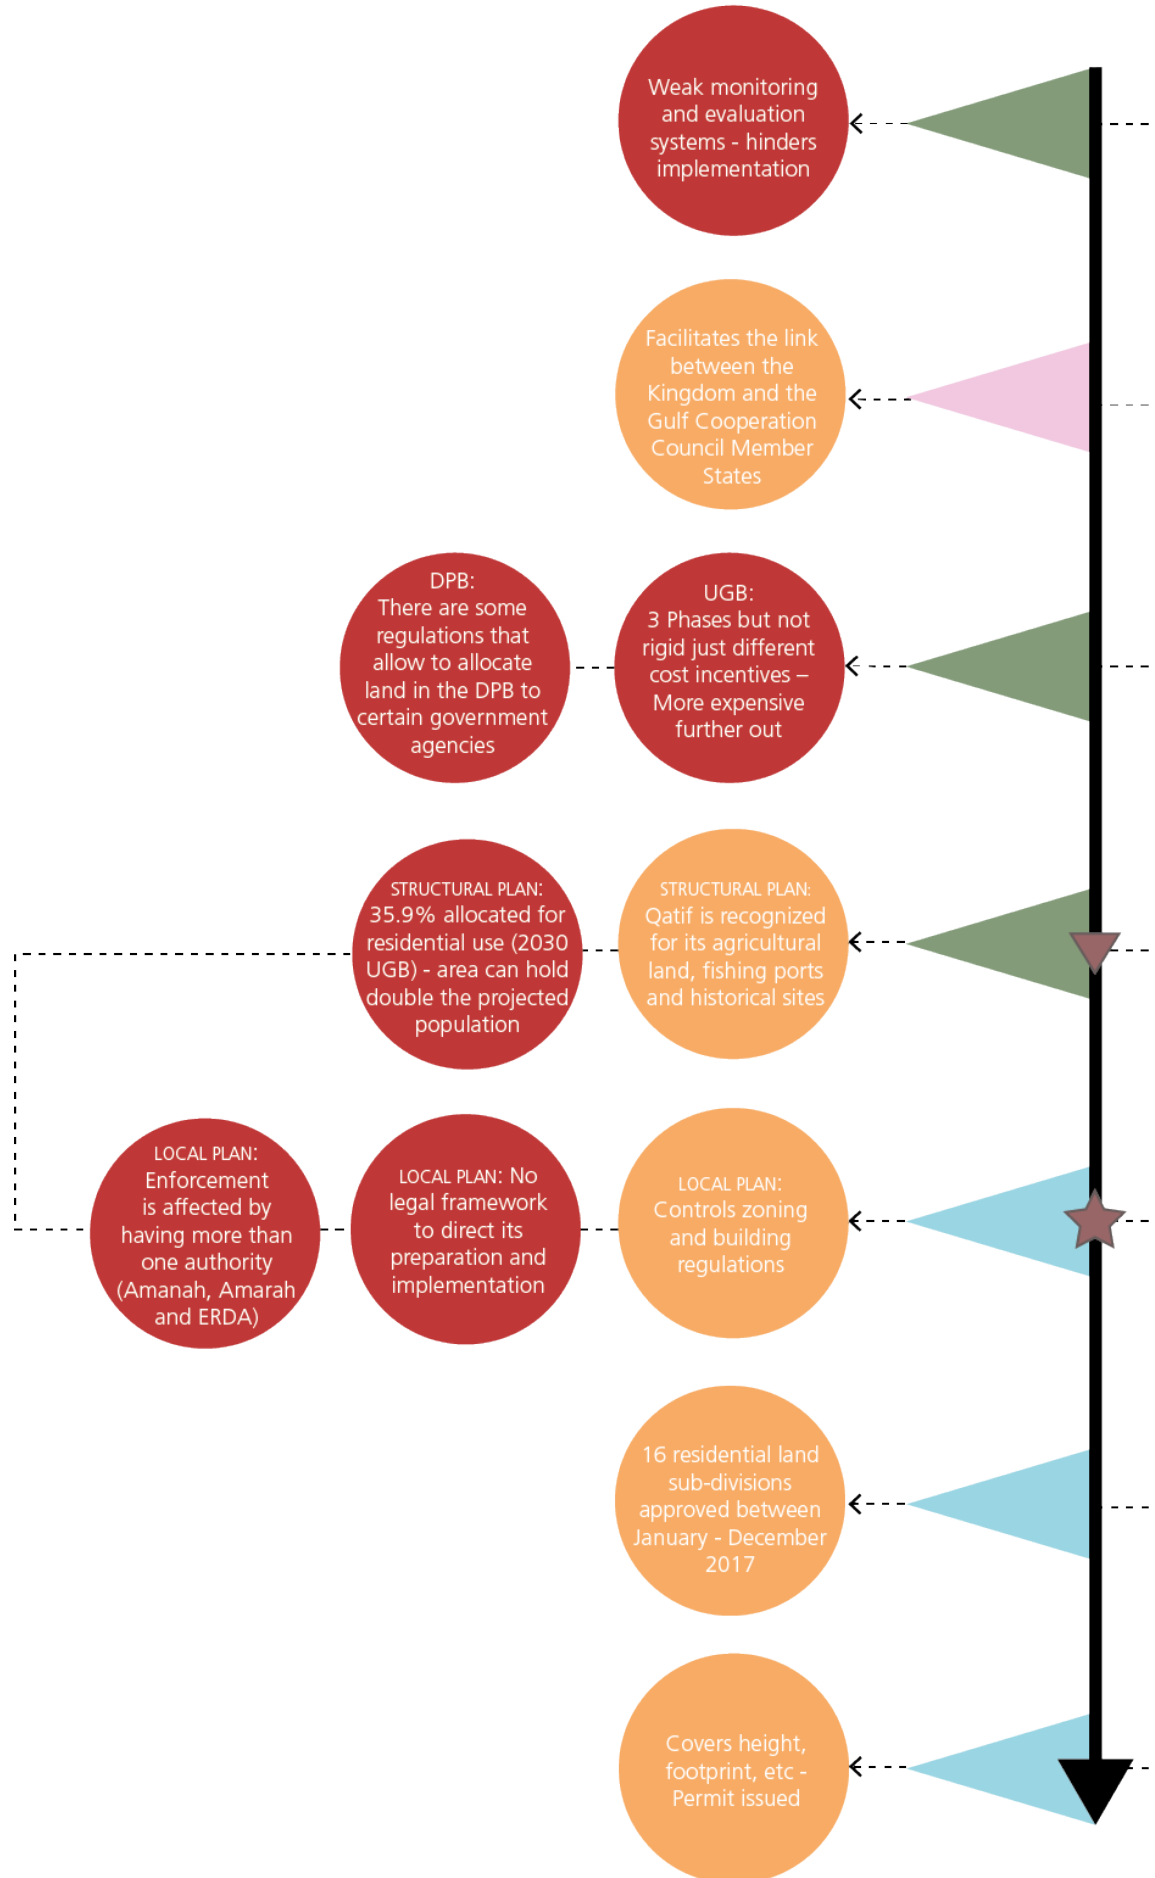 Weak monitoring
and evaluation
systems - hinders
implementation
Facilitates the link
between the
Kingdom and the
Gulf Cooperation
Council Member
States
DPB:
There are some
regulations that
allow to allocate
land in the DPB to
certain government
agencies
UGB:
3 Phases but not
rigid just different
cost incentives –
More expensive
further out
STRUCTURAL PLAN:
35.9% allocated for
residential use (2030
UGB) - area can hold
double the projected
population
STRUCTURAL PLAN:
Qatif is recognized
for its agricultural
land, fishing ports
and historical sites
LOCAL PLAN:
Enforcement
is affected by
having more than
one authority
(Amanah, Amarah
and ERDA)
LOCAL PLAN: No
legal framework
to direct its
preparation and
implementation
LOCAL PLAN:
Controls zoning
and building
regulations
16 residential land
sub-divisions
approved between
January - December
2017
Covers height,
footprint, etc -
Permit issued